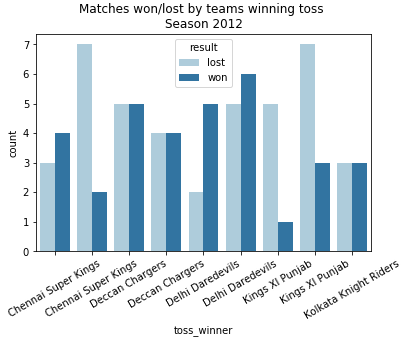 Matches won/lost by teams winning toss
Season 2012
result
lost
won
count
7
6
5
4
3
2
1
0
Chennai Super Kings
Chennai Super Kings
Deccan Chargers
Deccan Chargers
Delhi Daredevils
Delhi Daredevils
Kings XI Punjab
Kings XI Punjab
Kolkata Knight Riders
toss_winner